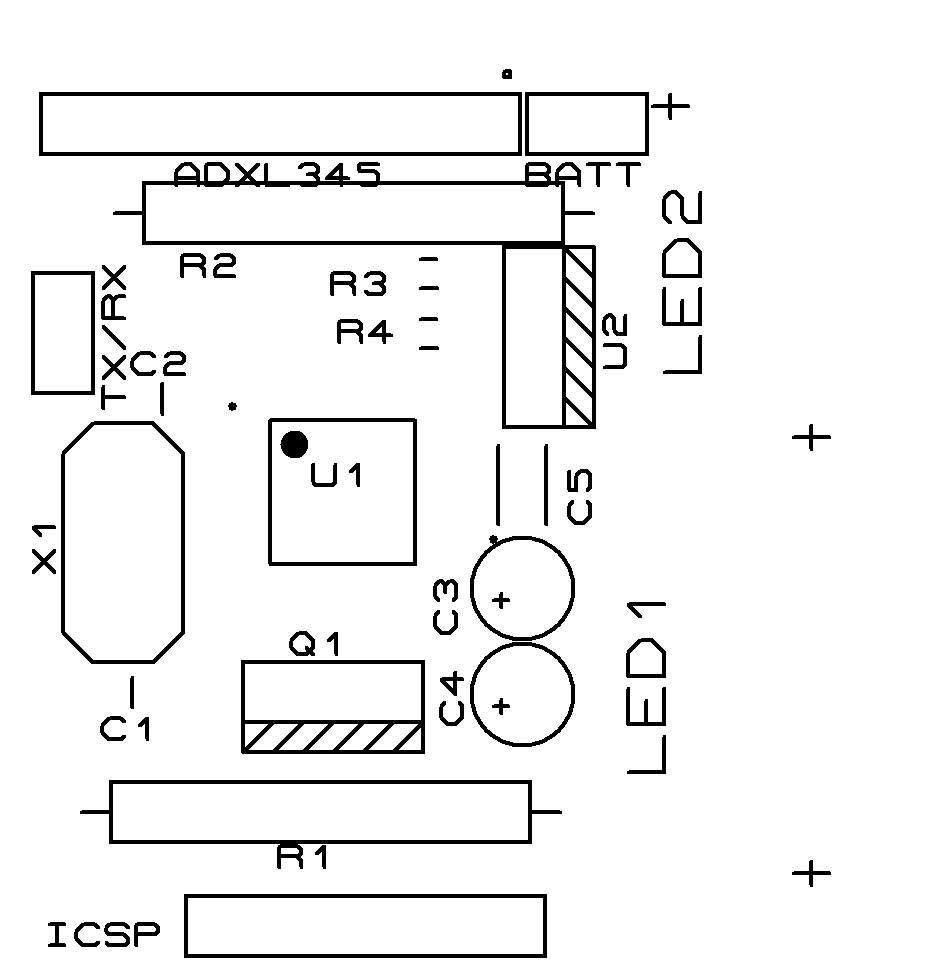 +
ADXL345 BATT
LED2
R2
R3
TX/RX
R4
U2
C2
U1
C5
X1
C3
+
LED1
Q1
C4
+
C1
R1
ICSP